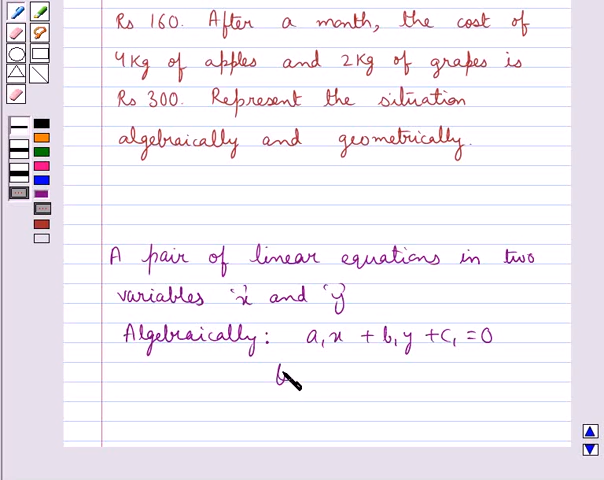 Rs 160. After a month, the cost of
4Kg of apples and 2Kg of grapes is
Rs 300. Represent the situation
algebraically and geometrically.
A pair of linear equations in two
variables 'x' and 'y'
Algebraically: a₁x + b₁y + c₁ = 0